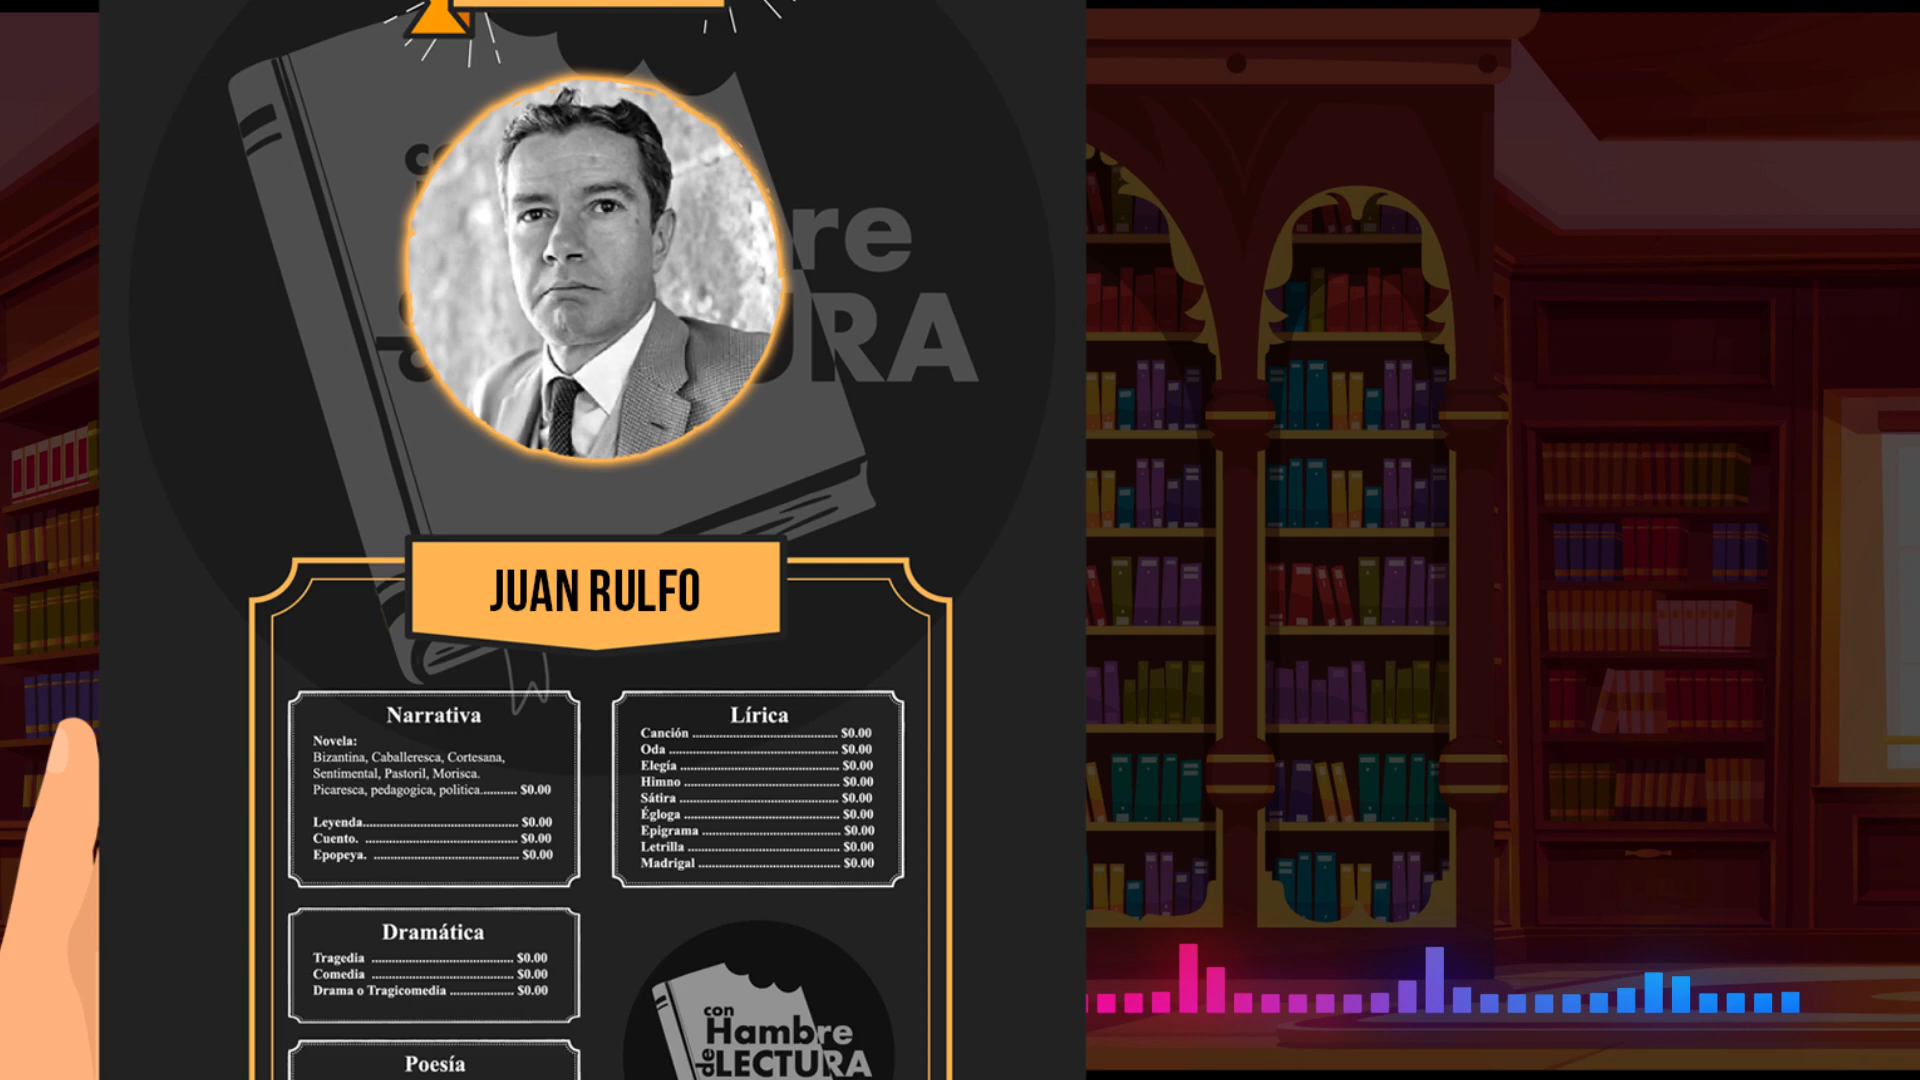 re
URA
JUAN RULFO
Narrativa
Novela:
Bizantina, Caballeresca, Cortesana,
Sentimental, Pastoril, Morisca.
Picaresca, pedagogica, politica.......... $0.00
Leyenda.................................................. $0.00
Cuento. .................................................. $0.00
Epopeya. ............................................... $0.00
Lírica
Canción ................................................ $0.00
Oda ....................................................... $0.00
Elegía .................................................... $0.00
Himno ................................................... $0.00
Sátira ..................................................... $0.00
Égloga ................................................... $0.00
Epigrama .............................................. $0.00
Letrilla .................................................. $0.00
Madrigal ............................................... $0.00
Dramática
Tragedia ............................................... $0.00
Comedia ............................................... $0.00
Drama o Tragicomedia ..................... $0.00
Poesía
con
Hambre
de LECTURA